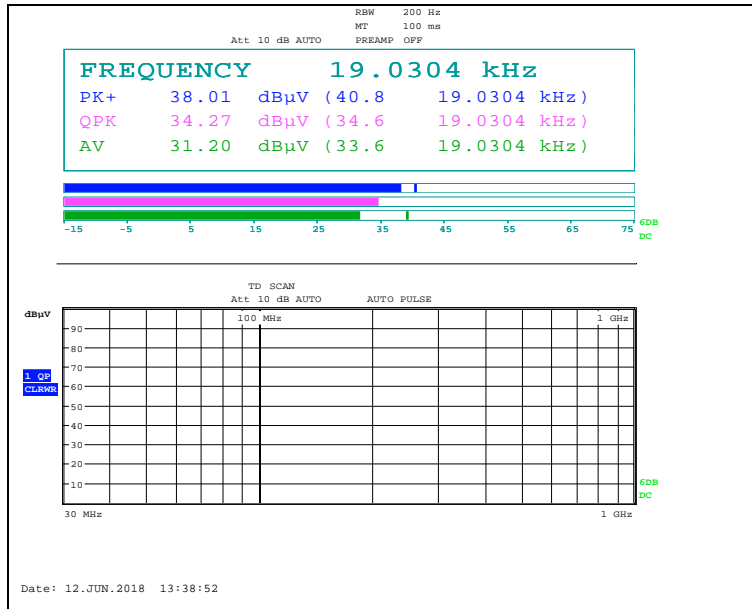 RBW 200 Hz
MT 100 ms
Att 10 dB AUTO PREAMP OFF
FREQUENCY 19.0304 kHz
PK+ 38.01 dBµV (40.8 19.0304 kHz)
QPK 34.27 dBµV (34.6 19.0304 kHz)
AV 31.20 dBµV (33.6 19.0304 kHz)
-15 -5 5 15 25 35 45 55 65 75
6DB
DC
TD SCAN
Att 10 dB AUTO AUTO PULSE
dBµV
100 MHz 1 GHz
90
80
70
1 QP
60
CLRWR
50
40
30
20
10
6DB
DC
30 MHz 1 GHz
Date: 12.JUN.2018 13:38:52